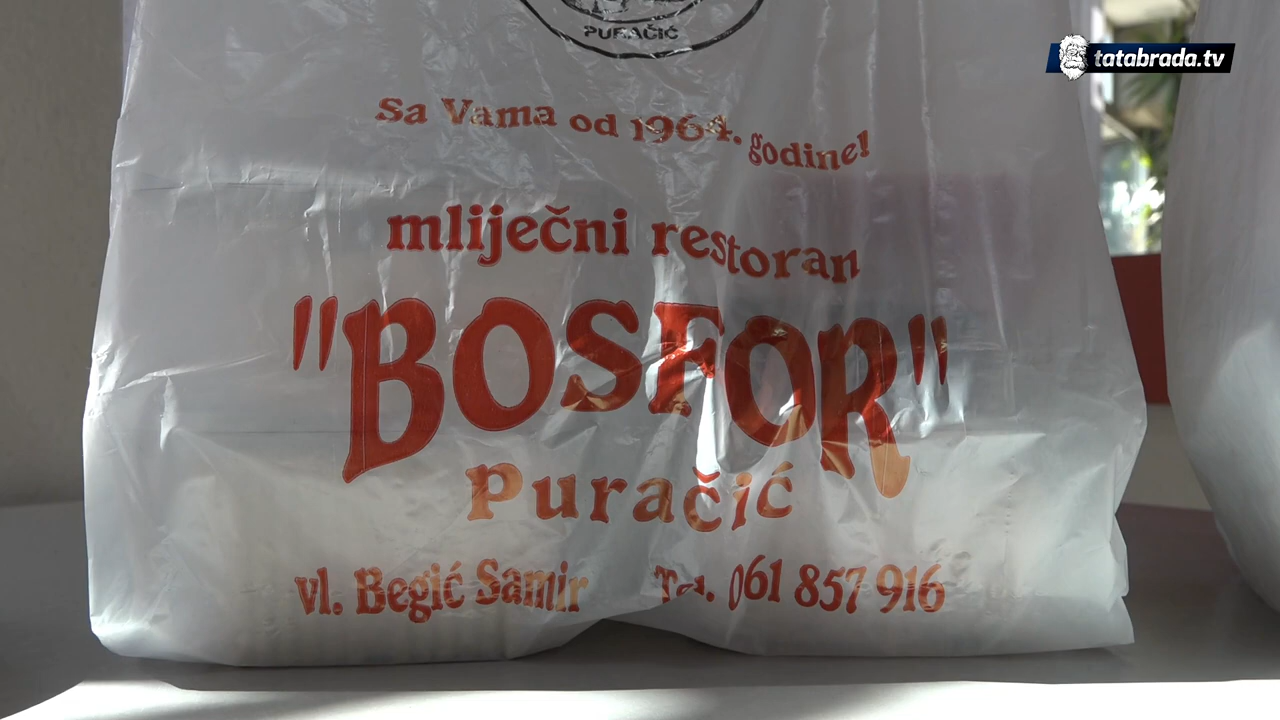 PURAČIĆ
tatabrada.tv
Sa Vama od 1964. godine!
mliječni restoran
"BOSFOR"
Puračić
vl. Begić Samir Tel. 061 857 916